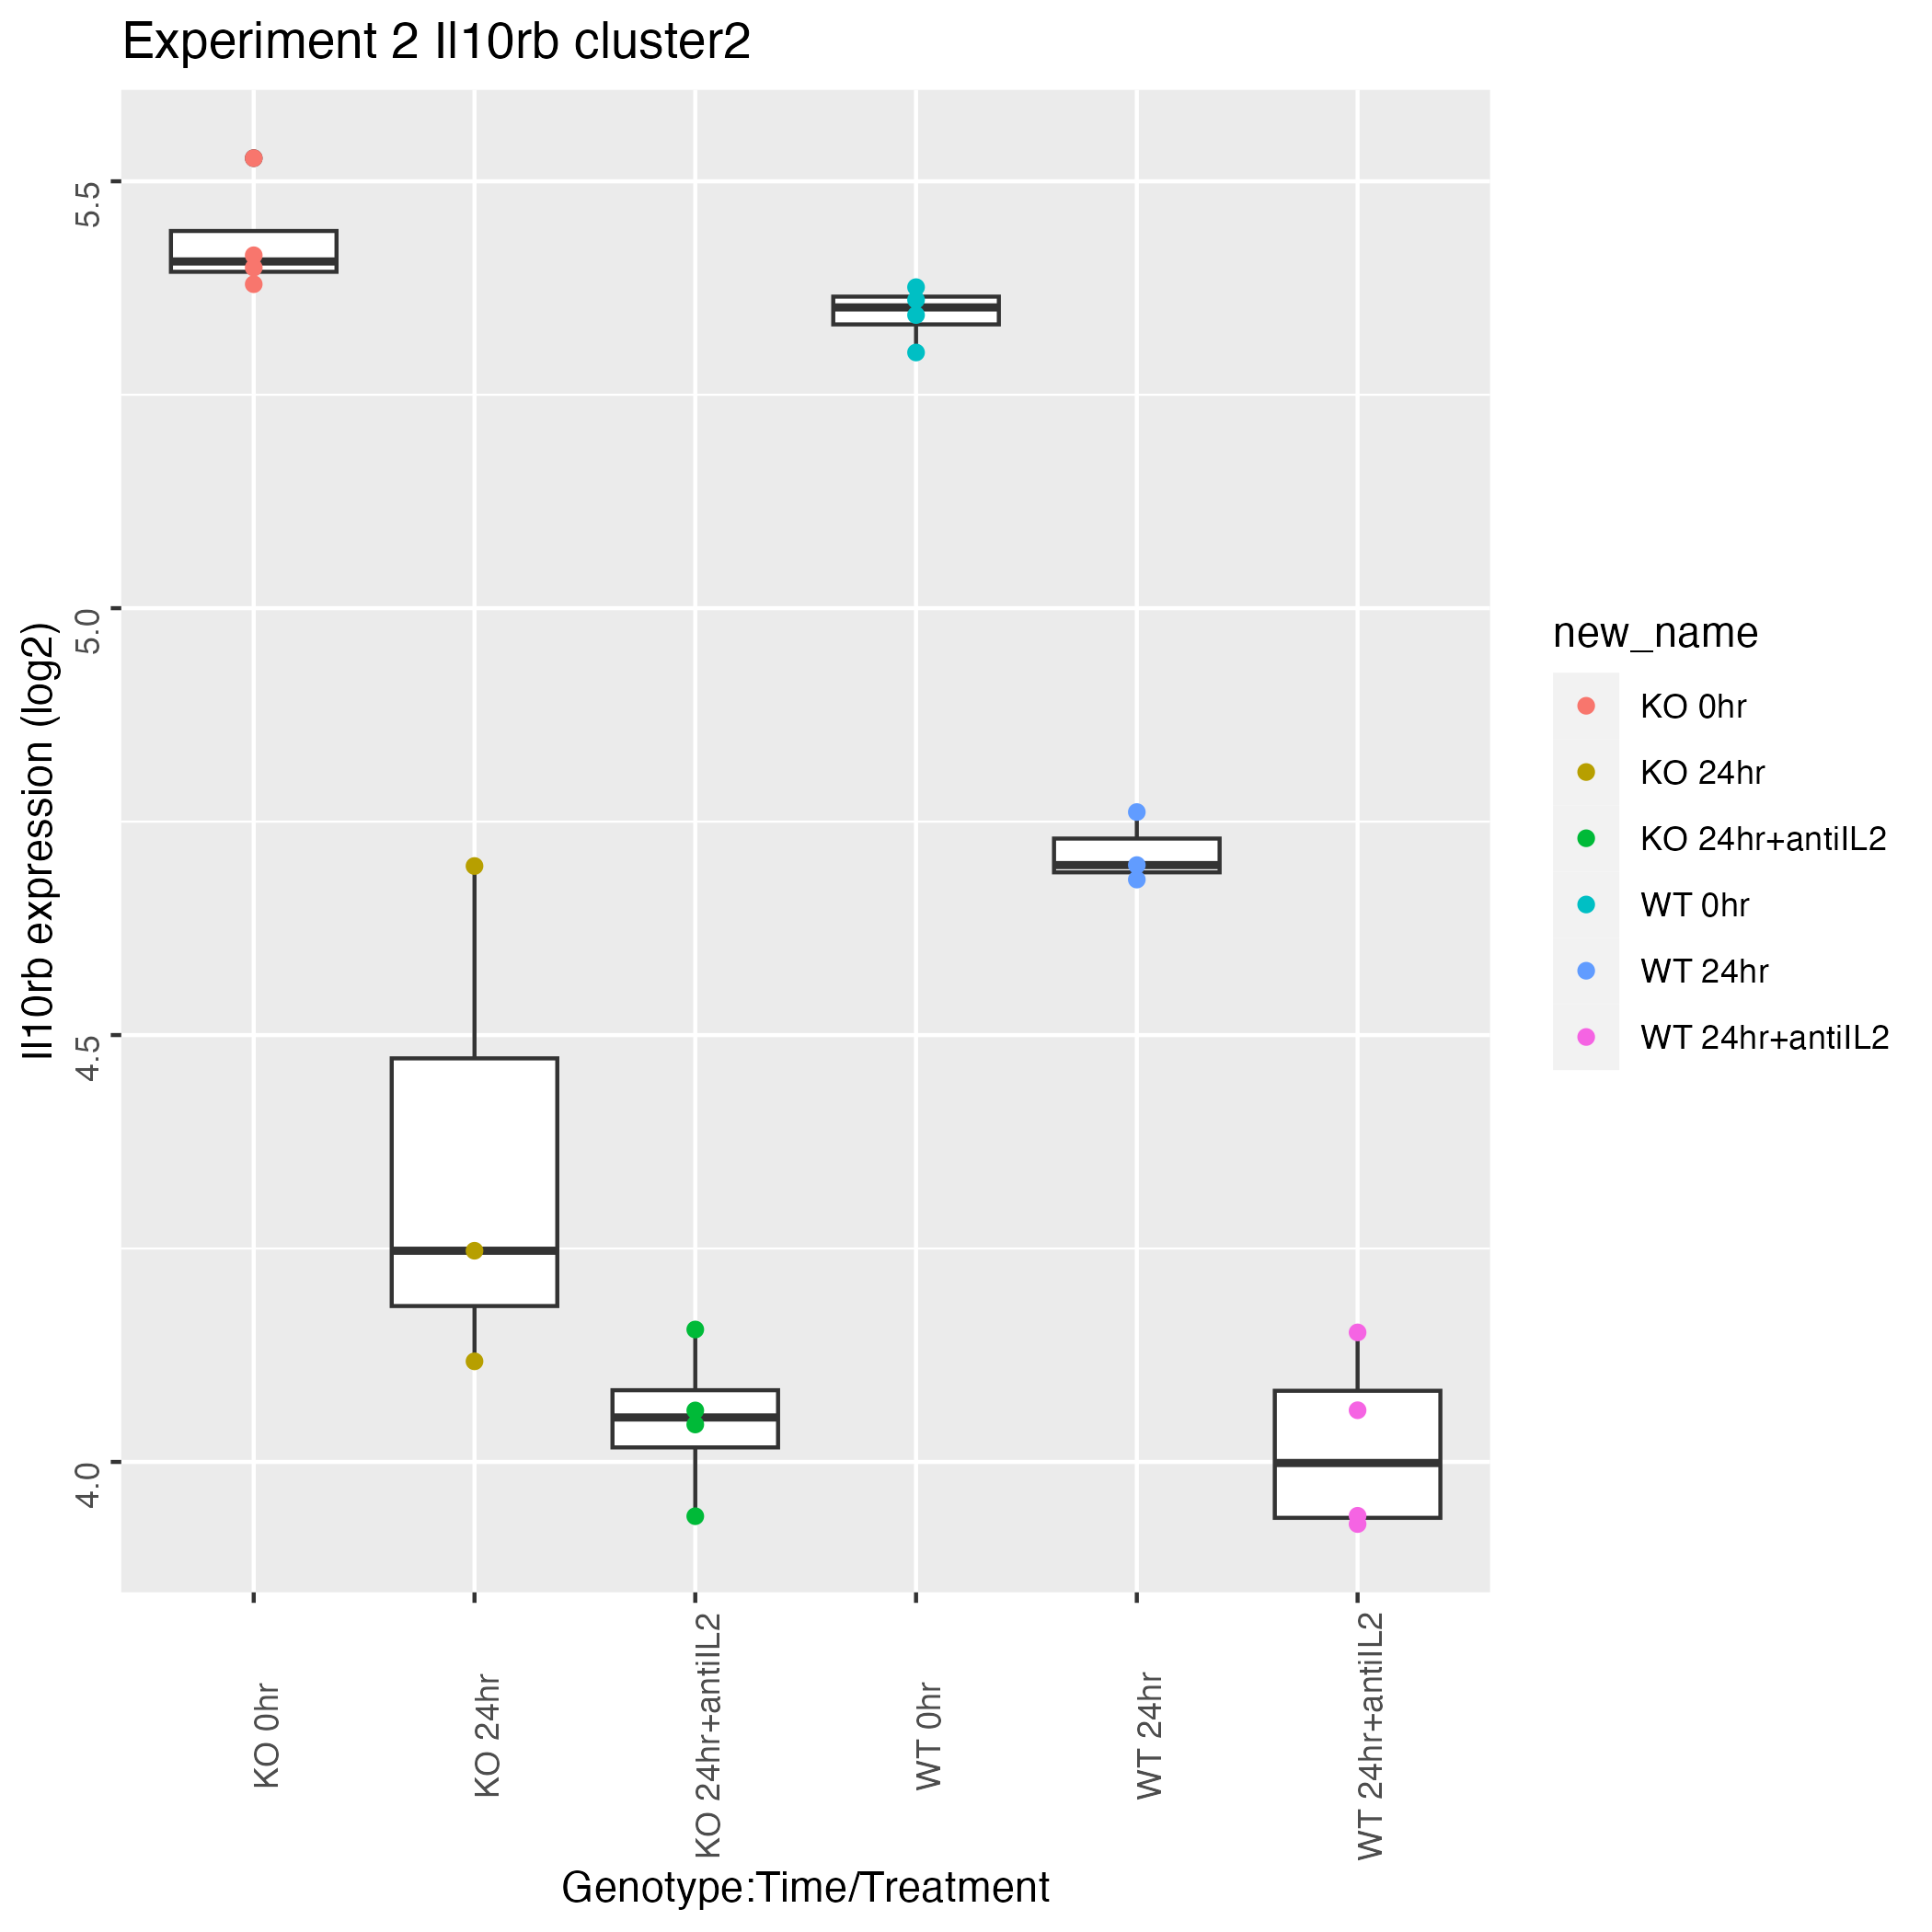 Experiment 2 Il10rb cluster2
Il10rb expression (log2)
5.5
5.0
4.5
4.0
KO 0hr
KO 24hr
KO 24hr+antiIL2
WT 0hr
WT 24hr
WT 24hr+antiIL2
Genotype:Time/Treatment
new_name
KO 0hr
KO 24hr
KO 24hr+antiIL2
WT 0hr
WT 24hr
WT 24hr+antiIL2